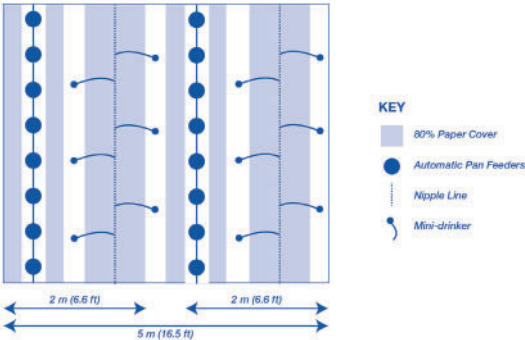 KEY
80% Paper Cover
Automatic Pan Feeders
Nipple Line
Mini-drinker
2 m (6.6 ft)
2 m (6.6 ft)
5 m (16.5 ft)